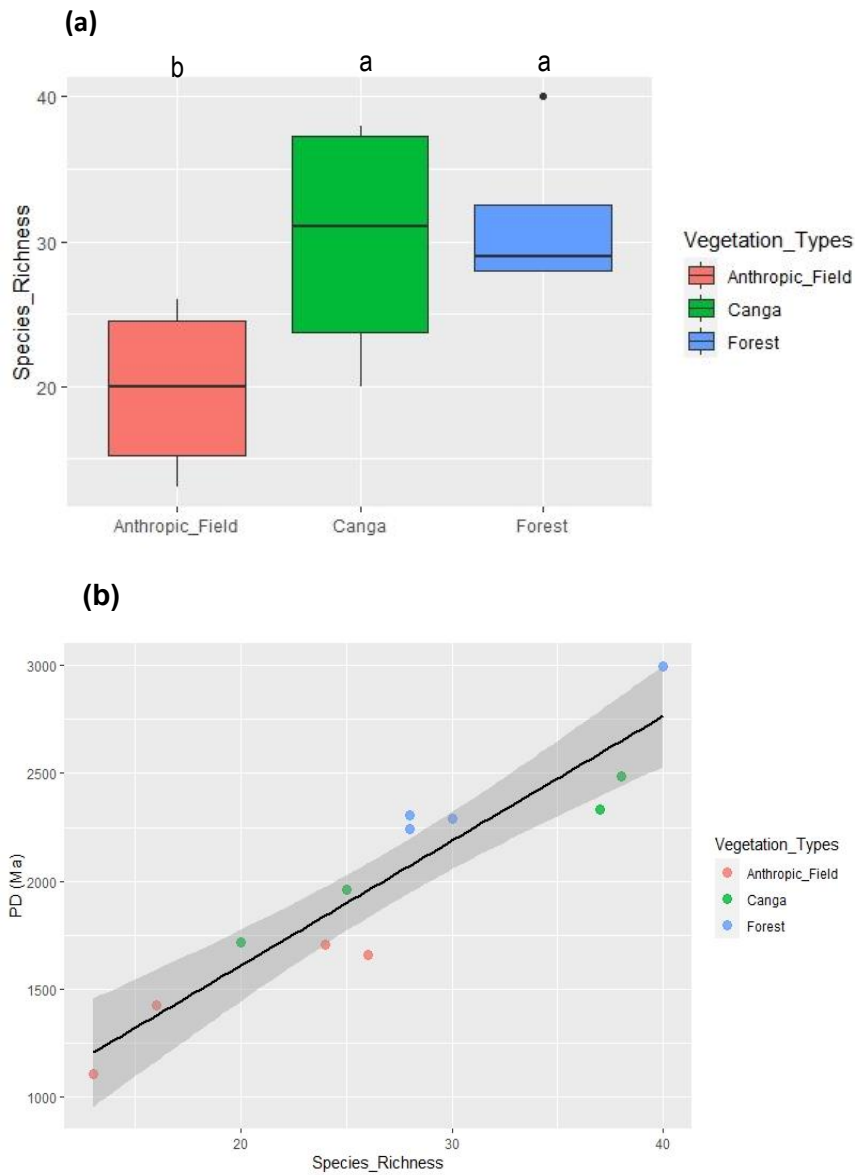 (a)
b a a
40
30
20
Species_Richness
Anthropic_Field Canga Forest
Vegetation_Types
Anthropic_Field
Canga
Forest
(b)
3000
2500
2000
1500
1000
PD (Ma)
20 30 40
Species_Richness
Vegetation_Types
Anthropic_Field
Canga
Forest